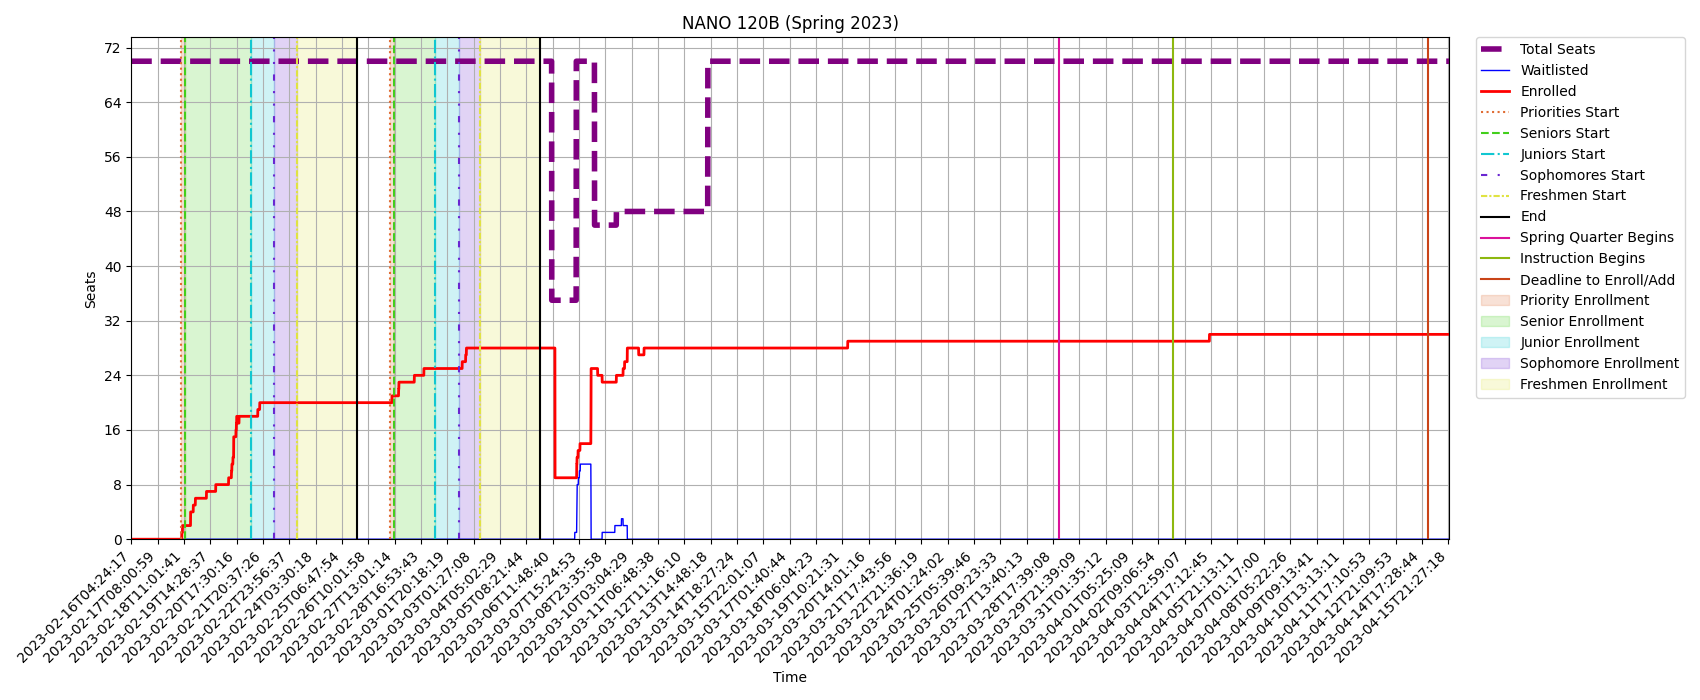 NANO 120B (Spring 2023)
72
64
56
48
40
32
24
16
8
0
Seats
2023-02-16T04:24:17
2023-02-17T08:00:59
2023-02-18T11:01:41
2023-02-19T14:28:37
2023-02-20T17:30:16
2023-02-21T20:37:26
2023-02-22T23:56:37
2023-02-24T03:30:18
2023-02-25T06:47:54
2023-02-26T10:01:58
2023-02-27T13:01:14
2023-02-28T16:53:43
2023-03-01T20:18:19
2023-03-03T01:27:08
2023-03-04T05:02:29
2023-03-05T08:21:44
2023-03-06T11:48:40
2023-03-07T15:24:53
2023-03-08T23:35:58
2023-03-10T03:04:29
2023-03-11T06:48:38
2023-03-12T11:16:10
2023-03-13T14:48:18
2023-03-14T18:27:24
2023-03-15T22:01:07
2023-03-17T01:40:44
2023-03-18T06:04:23
2023-03-19T10:21:31
2023-03-20T14:01:16
2023-03-21T17:43:56
2023-03-22T21:36:19
2023-03-24T01:24:02
2023-03-25T05:39:46
2023-03-26T09:23:33
2023-03-27T13:40:13
2023-03-28T17:39:08
2023-03-29T21:39:09
2023-03-31T01:35:12
2023-04-01T05:25:09
2023-04-02T09:06:54
2023-04-03T12:59:07
2023-04-04T17:12:45
2023-04-05T21:13:11
2023-04-07T01:17:00
2023-04-08T05:22:26
2023-04-09T09:13:41
2023-04-10T13:13:11
2023-04-11T17:10:53
2023-04-12T21:09:53
2023-04-14T17:28:44
2023-04-15T21:27:18
Time
Total Seats
Waitlisted
Enrolled
Priorities Start
Seniors Start
Juniors Start
Sophomores Start
Freshmen Start
End
Spring Quarter Begins
Instruction Begins
Deadline to Enroll/Add
Priority Enrollment
Senior Enrollment
Junior Enrollment
Sophomore Enrollment
Freshmen Enrollment